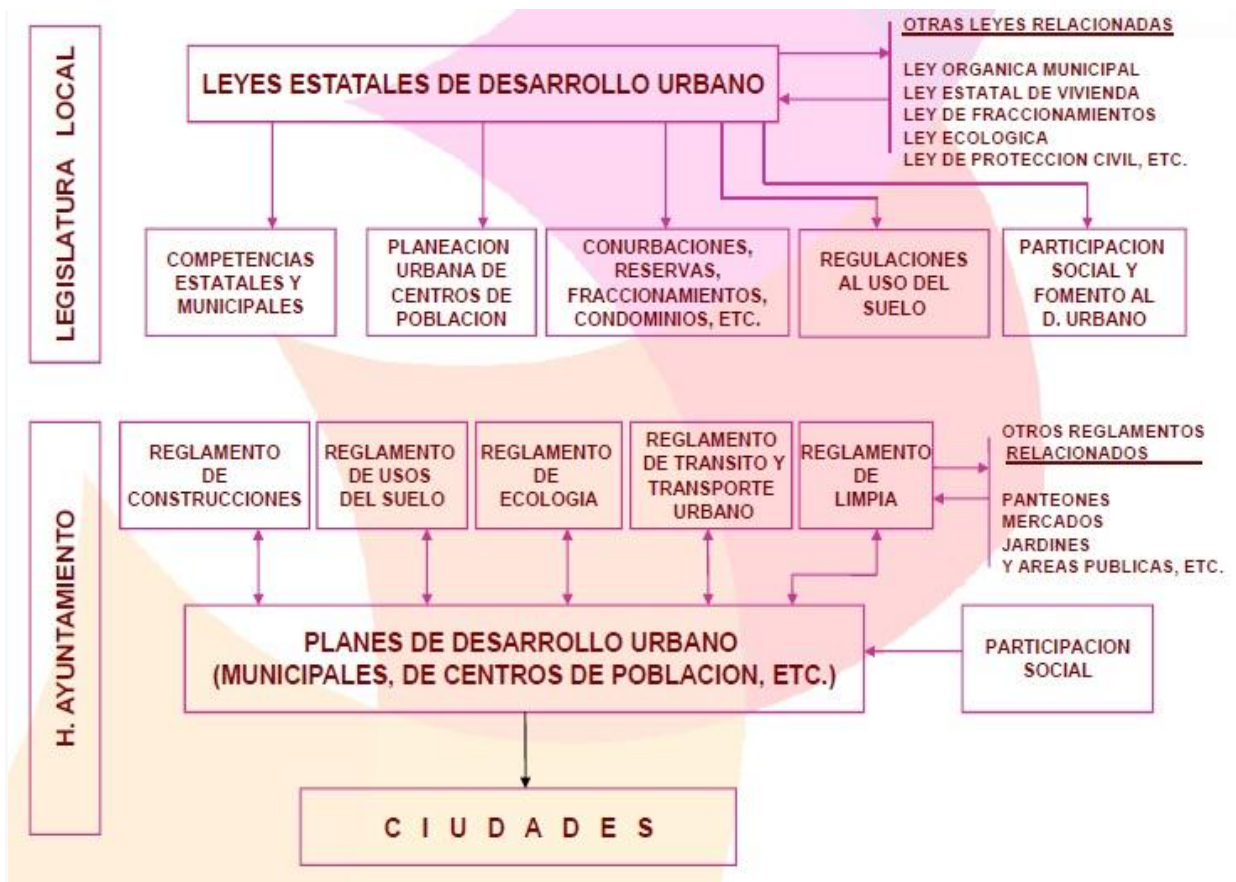 LEGISLATURA LOCAL
LEYES ESTATALES DE DESARROLLO URBANO
OTRAS LEYES RELACIONADAS
LEY ORGANICA MUNICIPAL
LEY ESTATAL DE VIVIENDA
LEY DE FRACCIONAMIENTOS
LEY ECOLOGICA
LEY DE PROTECCION CIVIL, ETC.
COMPETENCIAS
ESTATALES Y
MUNICIPALES
PLANEACION
URBANA DE
CENTROS DE
POBLACION
CONURBACIONES,
RESERVAS,
FRACCIONAMIENTOS,
CONDOMINIOS, ETC.
REGULACIONES
AL USO DEL
SUELO
PARTICIPACION
SOCIAL Y
FOMENTO AL
D. URBANO
H. AYUNTAMIENTO
REGLAMENTO
DE
CONSTRUCCIONES
REGLAMENTO
DE USOS
DEL SUELO
REGLAMENTO
DE
ECOLOGIA
REGLAMENTO
DE TRANSITO Y
TRANSPORTE
URBANO
REGLAMENTO
DE
LIMPIA
OTROS REGLAMENTOS
RELACIONADOS
PANTEONES
MERCADOS
JARDINES
Y AREAS PUBLICAS, ETC.
PLANES DE DESARROLLO URBANO
(MUNICIPALES, DE CENTROS DE POBLACION, ETC.)
PARTICIPACION
SOCIAL
C I U D A D E S